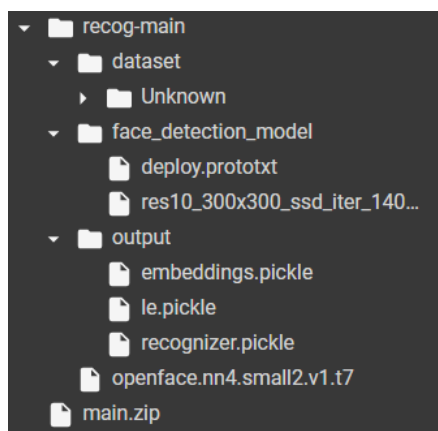 recog-main
dataset
Unknown
face_detection_model
deploy.prototxt
res10_300x300_ssd_iter_140...
output
embeddings.pickle
le.pickle
recognizer.pickle
openface.nn4.small2.v1.t7
main.zip